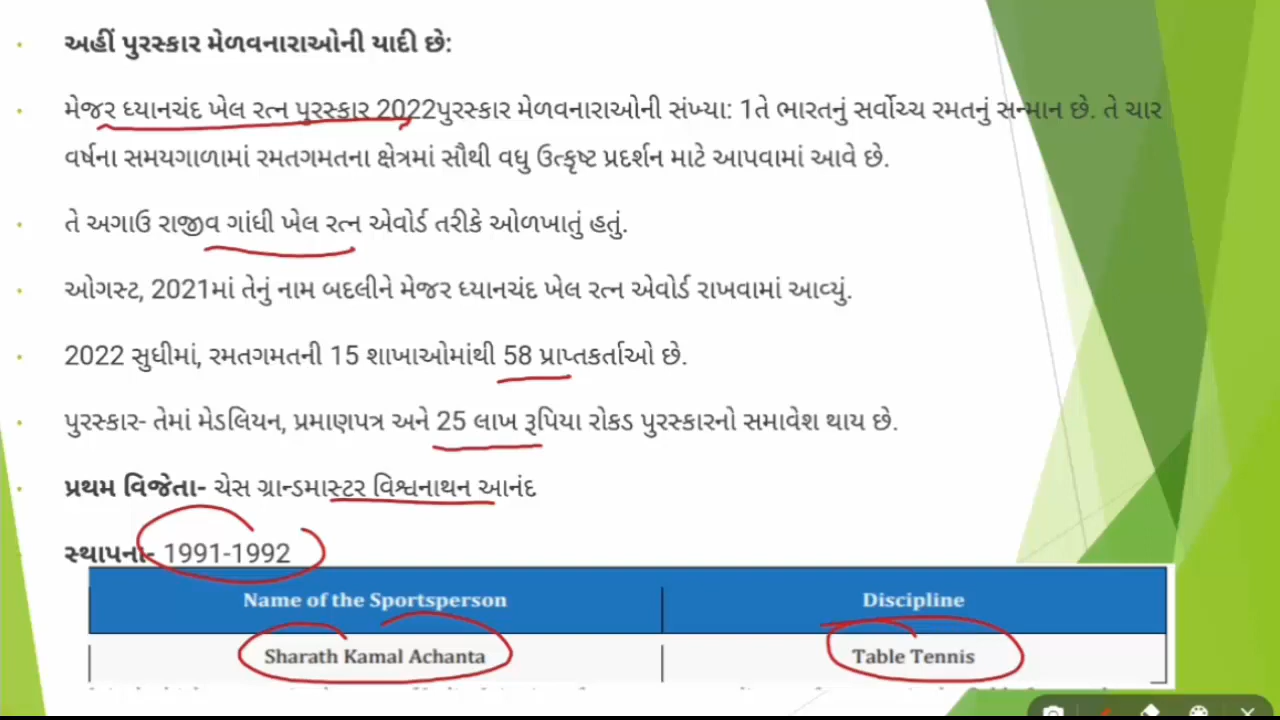 અહીં પુરસ્કાર મેળવનારાઓની યાદી છે:
મેજર ધ્યાનચંદ ખેલ રત્ન પુરસ્કાર 2022પુરસ્કાર મેળવનારાઓની સંખ્યા: 1તે ભારતનું સર્વોચ્ચ રમતનું સન્માન છે. તે ચાર
વર્ષના સમયગાળામાં રમતગમતના ક્ષેત્રમાં સૌથી વધુ ઉત્કૃષ્ટ પ્રદર્શન માટે આપવામાં આવે છે.
તે અગાઉ રાજીવ ગાંધી ખેલ રત્ન એવોર્ડ તરીકે ઓળખાતું હતું.
ઓગસ્ટ, 2021માં તેનું નામ બદલીને મેજર ધ્યાનચંદ ખેલ રત્ન એવોર્ડ રાખવામાં આવ્યું.
2022 સુધીમાં, રમતગમતની 15 શાખાઓમાંથી 58 પ્રાપ્તકર્તાઓ છે.
પુરસ્કાર- તેમાં મેડલિયન, પ્રમાણપત્ર અને 25 લાખ રૂપિયા રોકડ પુરસ્કારનો સમાવેશ થાય છે.
પ્રથમ વિજેતા- ચેસ ગ્રાન્ડમાસ્ટર વિશ્વનાથન આનંદ
સ્થાપના- 1991-1992
Name of the Sportsperson Discipline
Sharath Kamal Achanta Table Tennis